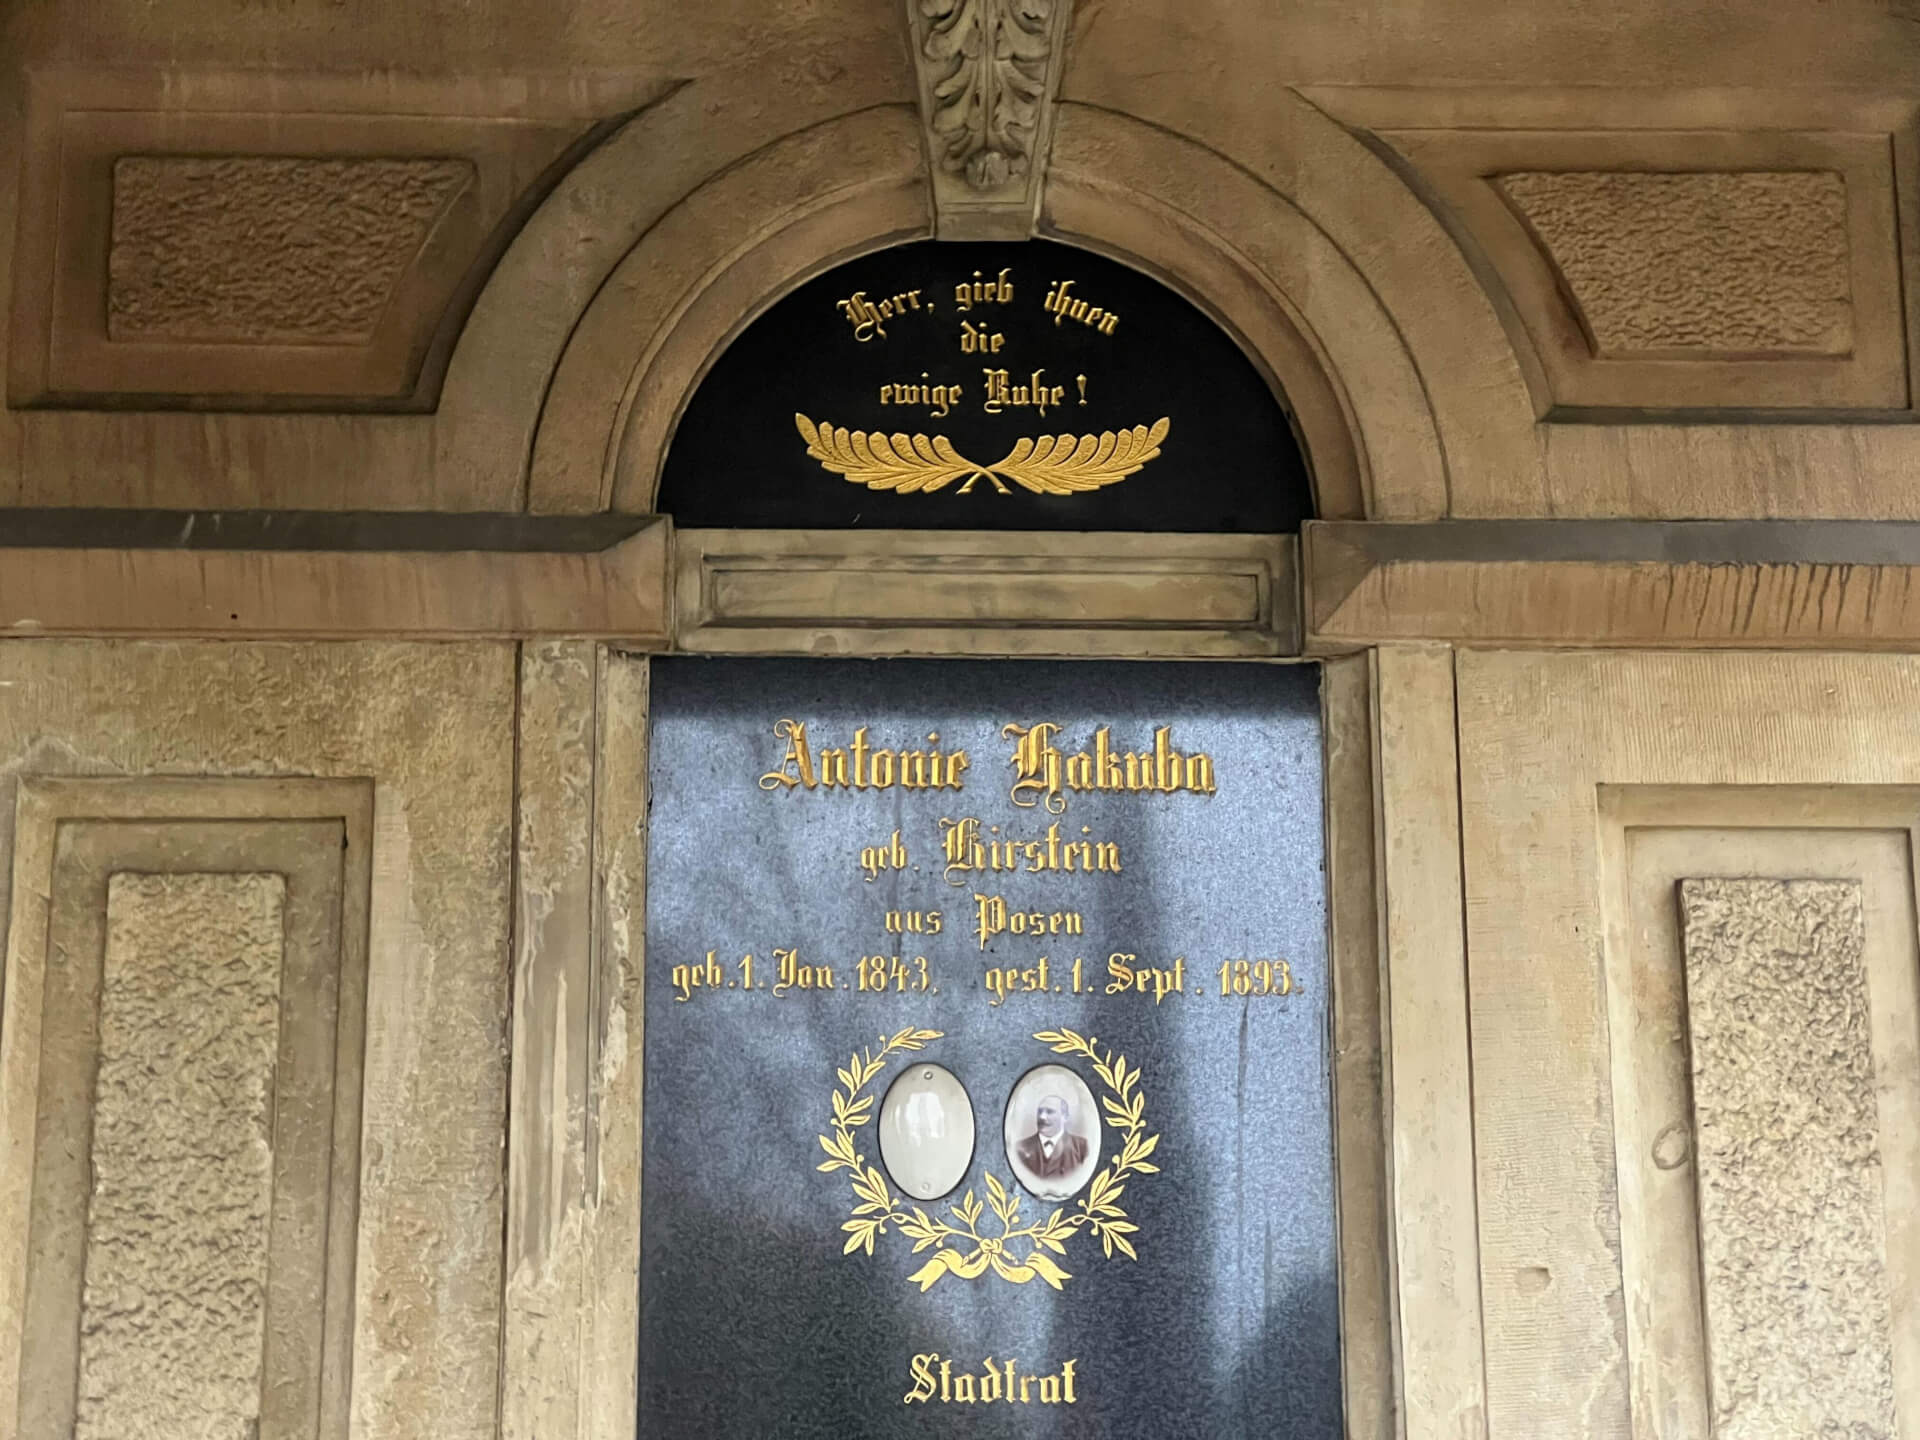 Herr, gieb ihnen
die
ewige Ruhe!
Antonie Hakuba
geb. Kirstein
aus Posen
geb. 1. Jan. 1843, gest. 1. Sept. 1893.
Stadtrat